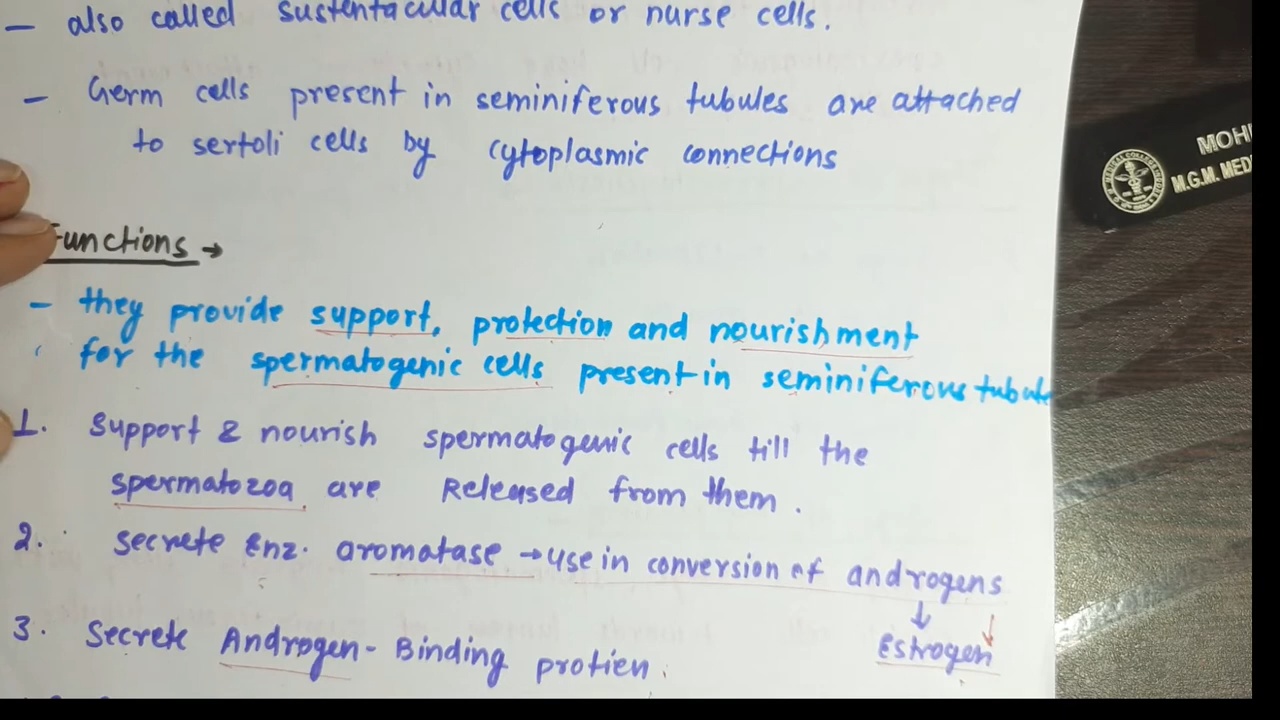 – also called sustentacular cells or nurse cells.
– Germ cells present in seminiferous tubules are attached
to sertoli cells by cytoplasmic connections
Functions →
– they provide support, protection and nourishment
for the spermatogenic cells present in seminiferous tubule
1. Support & nourish spermatogenic cells till the
spermatozoa are Released from them.
2. Secrete Enz. aromatase → use in conversion of androgens
↓ ↓
Estrogen
3. Secrete Androgen-Binding protien.
MOHI
M.G.M. MEDI